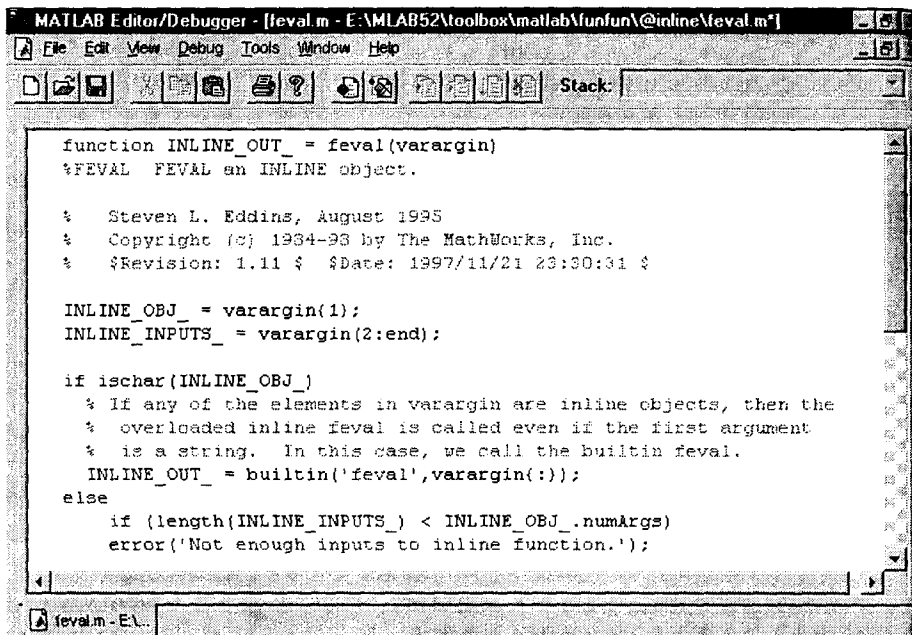 MATLAB Editor/Debugger - [feval.m - E:\MLAB52\toolbox\matlab\funfun\@inline\feval.m*]
File Edit View Debug Tools Window Help
Stack:
function INLINE_OUT_ = feval(varargin)
%FEVAL  FEVAL an INLINE object.
%   Steven L. Eddins, August 1995
%   Copyright (c) 1984-98 by The MathWorks, Inc.
%   $Revision: 1.11 $  $Date: 1997/11/21 23:30:31 $
INLINE_OBJ_ = varargin{1};
INLINE_INPUTS_ = varargin(2:end);
if ischar(INLINE_OBJ_)
% If any of the elements in varargin are inline objects, then the
%  overloaded inline feval is called even if the first argument
%  is a string.  In this case, we call the builtin feval.
INLINE_OUT_ = builtin('feval',varargin{:});
else
if (length(INLINE_INPUTS_) < INLINE_OBJ_.numArgs)
error('Not enough inputs to inline function.');
feval.m - E:\...